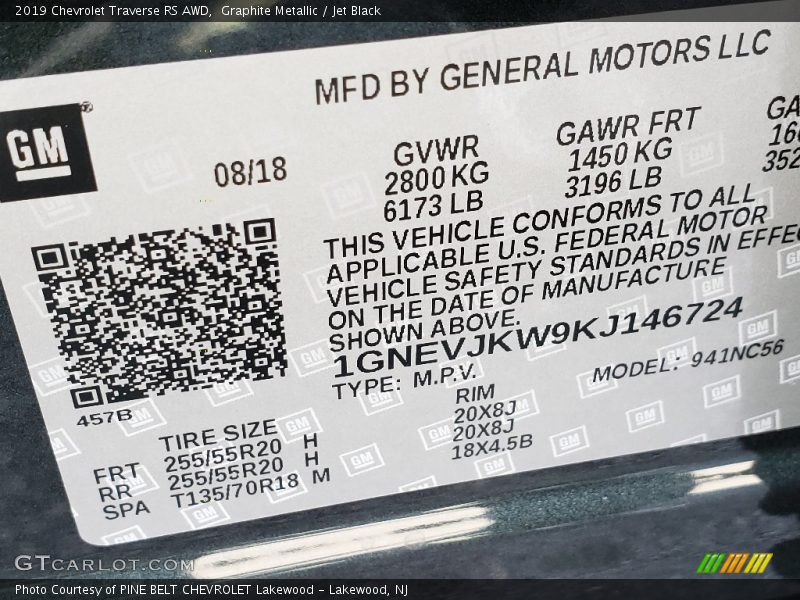 2019 Chevrolet Traverse RS AWD, Graphite Metallic / Jet Black
MFD BY GENERAL MOTORS LLC
GM
08/18
GVWR GAWR FRT
2800 KG 1450 KG
6173 LB 3196 LB
THIS VEHICLE CONFORMS TO ALL
APPLICABLE U.S. FEDERAL MOTOR
VEHICLE SAFETY STANDARDS IN
ON THE DATE OF MANUFACTURE
SHOWN ABOVE.
1GNEVJKW9KJ146724
TYPE: M.P.V. MODEL: 941NC56
457B
TIRE SIZE RIM
FRT 255/55R20 H 20X8J
RR 255/55R20 H 20X8J
SPA T135/70R18 M 18X4.5B
GTCARLOT.COM
Photo Courtesy of PINE BELT CHEVROLET Lakewood - Lakewood, NJ